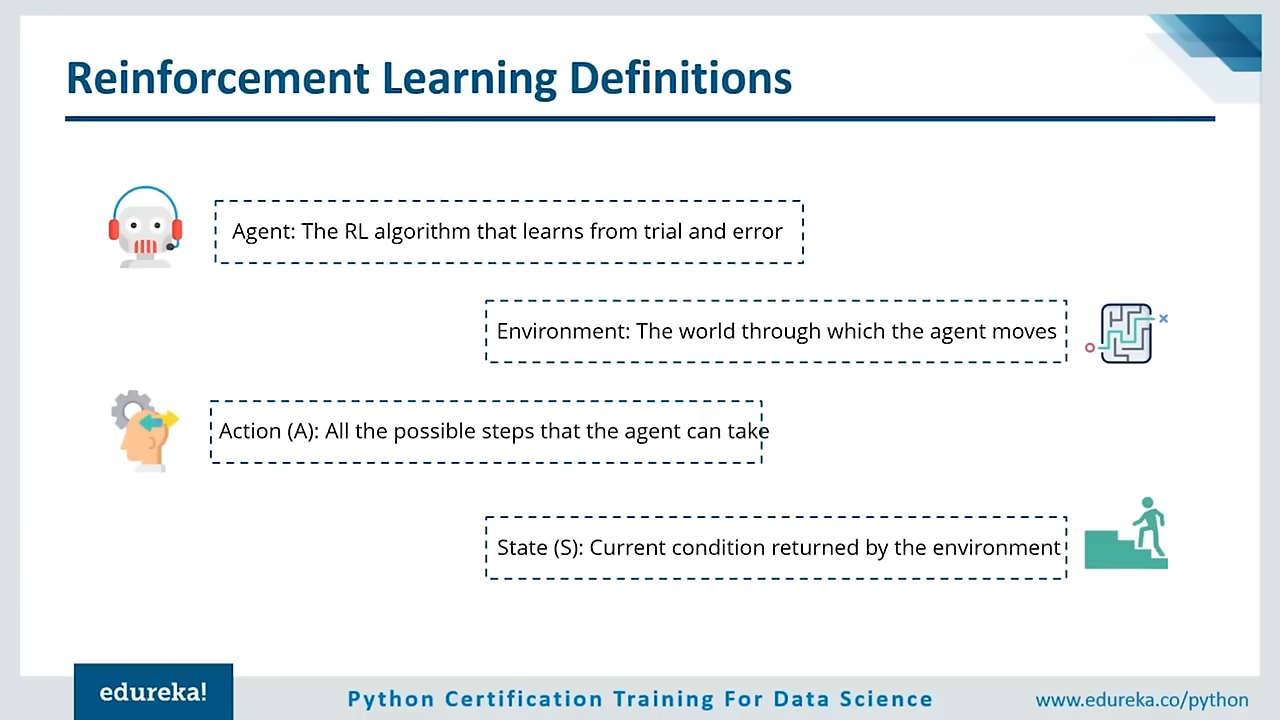 Reinforcement Learning Definitions
Agent: The RL algorithm that learns from trial and error
Environment: The world through which the agent moves
Action (A): All the possible steps that the agent can take
State (S): Current condition returned by the environment
edureka!
Python Certification Training For Data Science
www.edureka.co/python